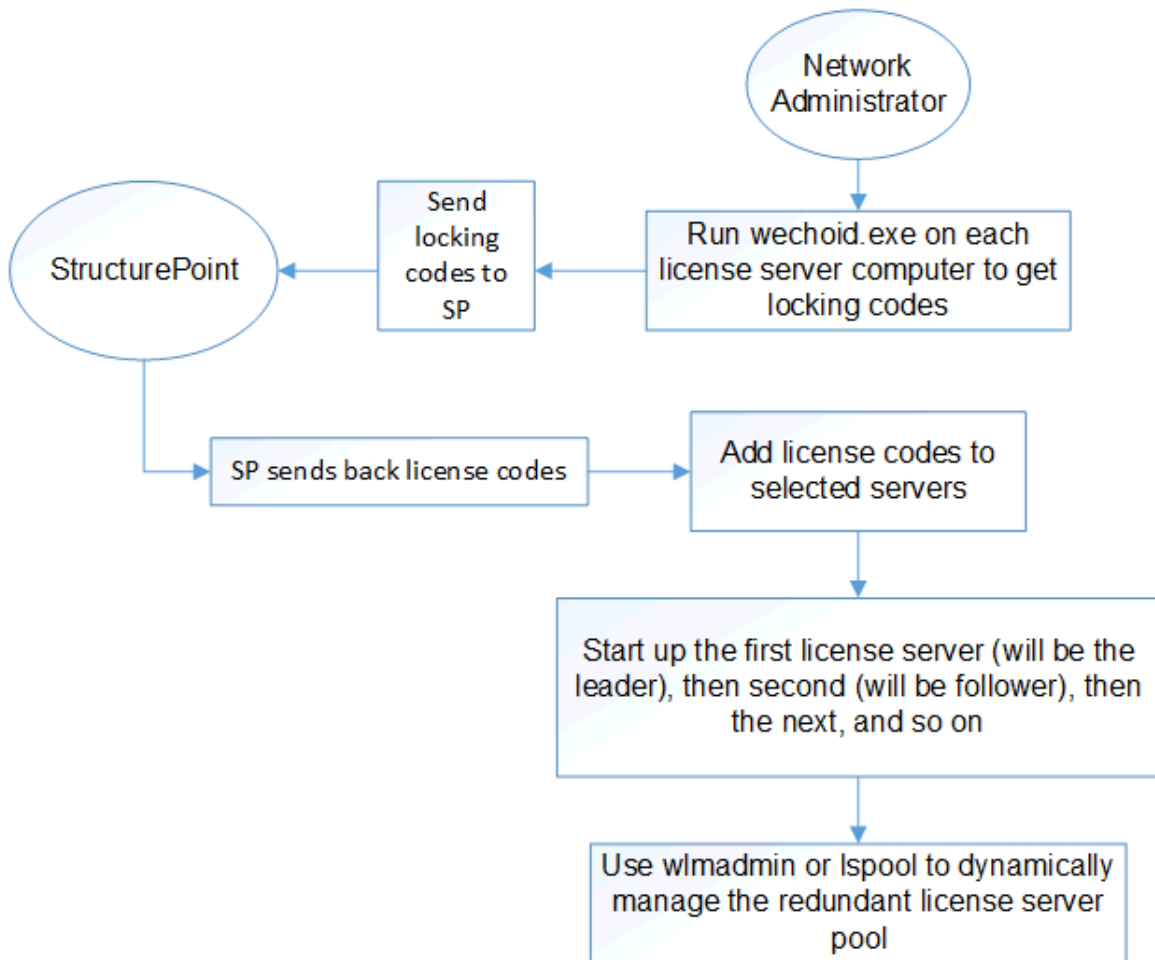 Network
Administrator
Run wechoid.exe on each
license server computer to get
locking codes
Send
locking
codes to
SP
StructurePoint
SP sends back license codes
Add license codes to
selected servers
Start up the first license server (will be the
leader), then second (will be follower), then
the next, and so on
Use wlmadmin or lspool to dynamically
manage the redundant license server
pool